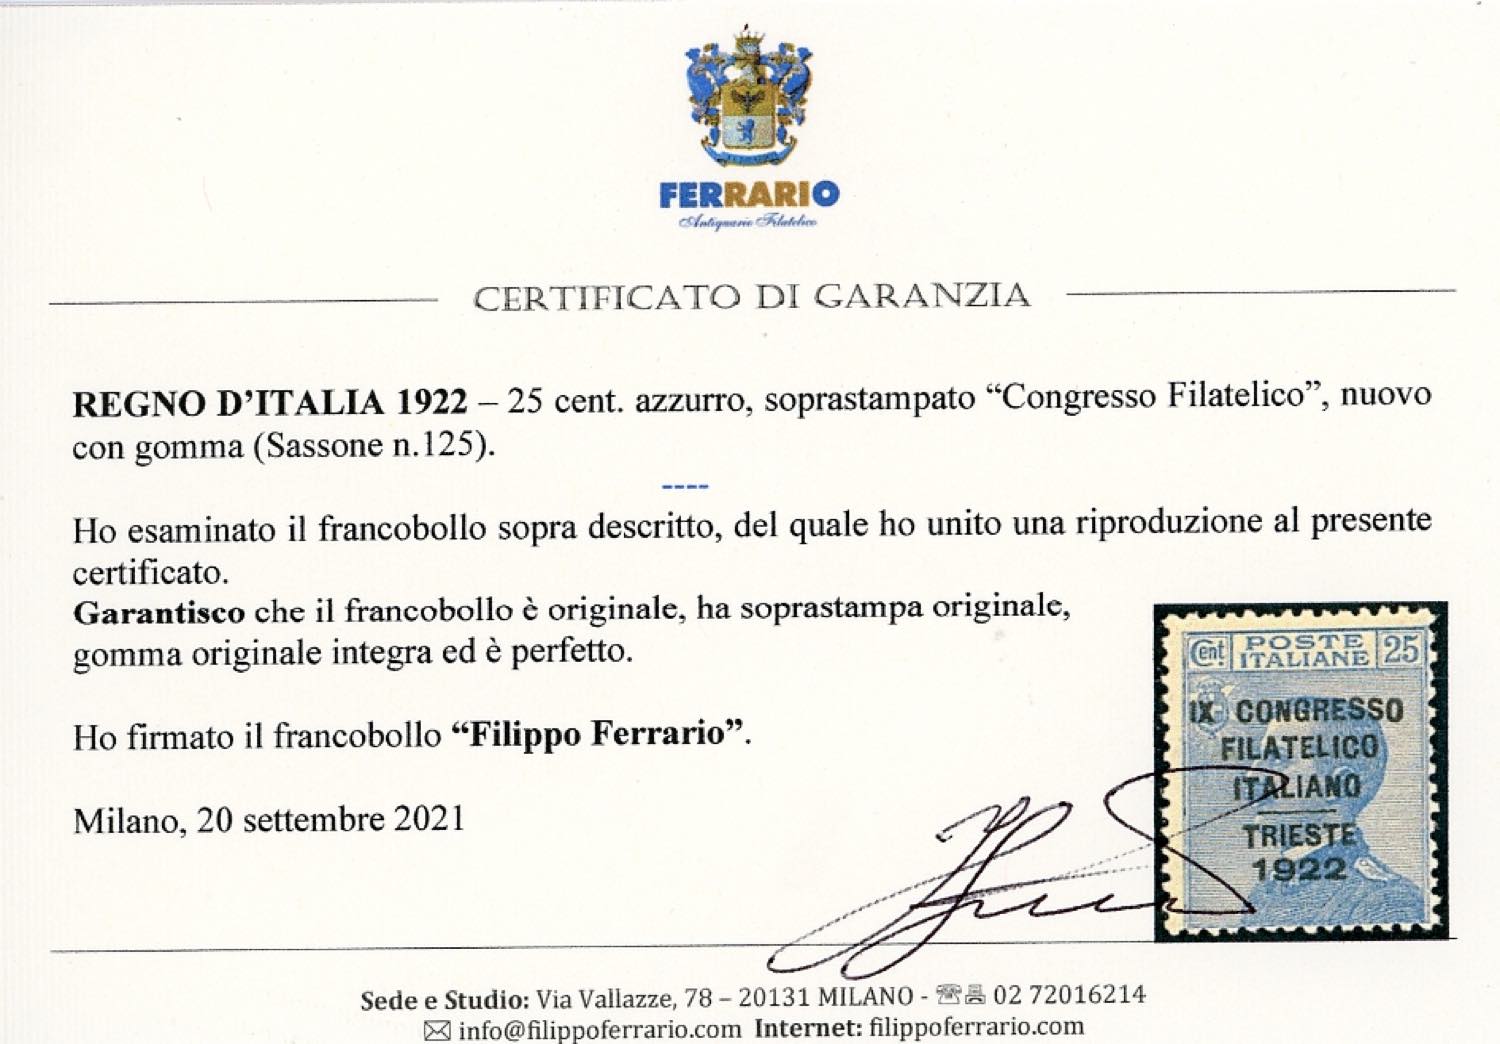 FERRARIO
Antiquario Filatelico
CERTIFICATO DI GARANZIA
REGNO D’ITALIA 1922 – 25 cent. azzurro, soprastampato “Congresso Filatelico”, nuovo
con gomma (Sassone n.125).
----
Ho esaminato il francobollo sopra descritto, del quale ho unito una riproduzione al presente
certificato.
Garantisco che il francobollo è originale, ha soprastampa originale,
gomma originale integra ed è perfetto.
Ho firmato il francobollo “Filippo Ferrario”.
Milano, 20 settembre 2021
Cent. POSTE ITALIANE 25
IX CONGRESSO
FILATELICO
ITALIANO
TRIESTE
1922
Sede e Studio: Via Vallazze, 78 – 20131 MILANO - ☏ 02 72016214
✉ info@filippoferrario.com Internet: filippoferrario.com